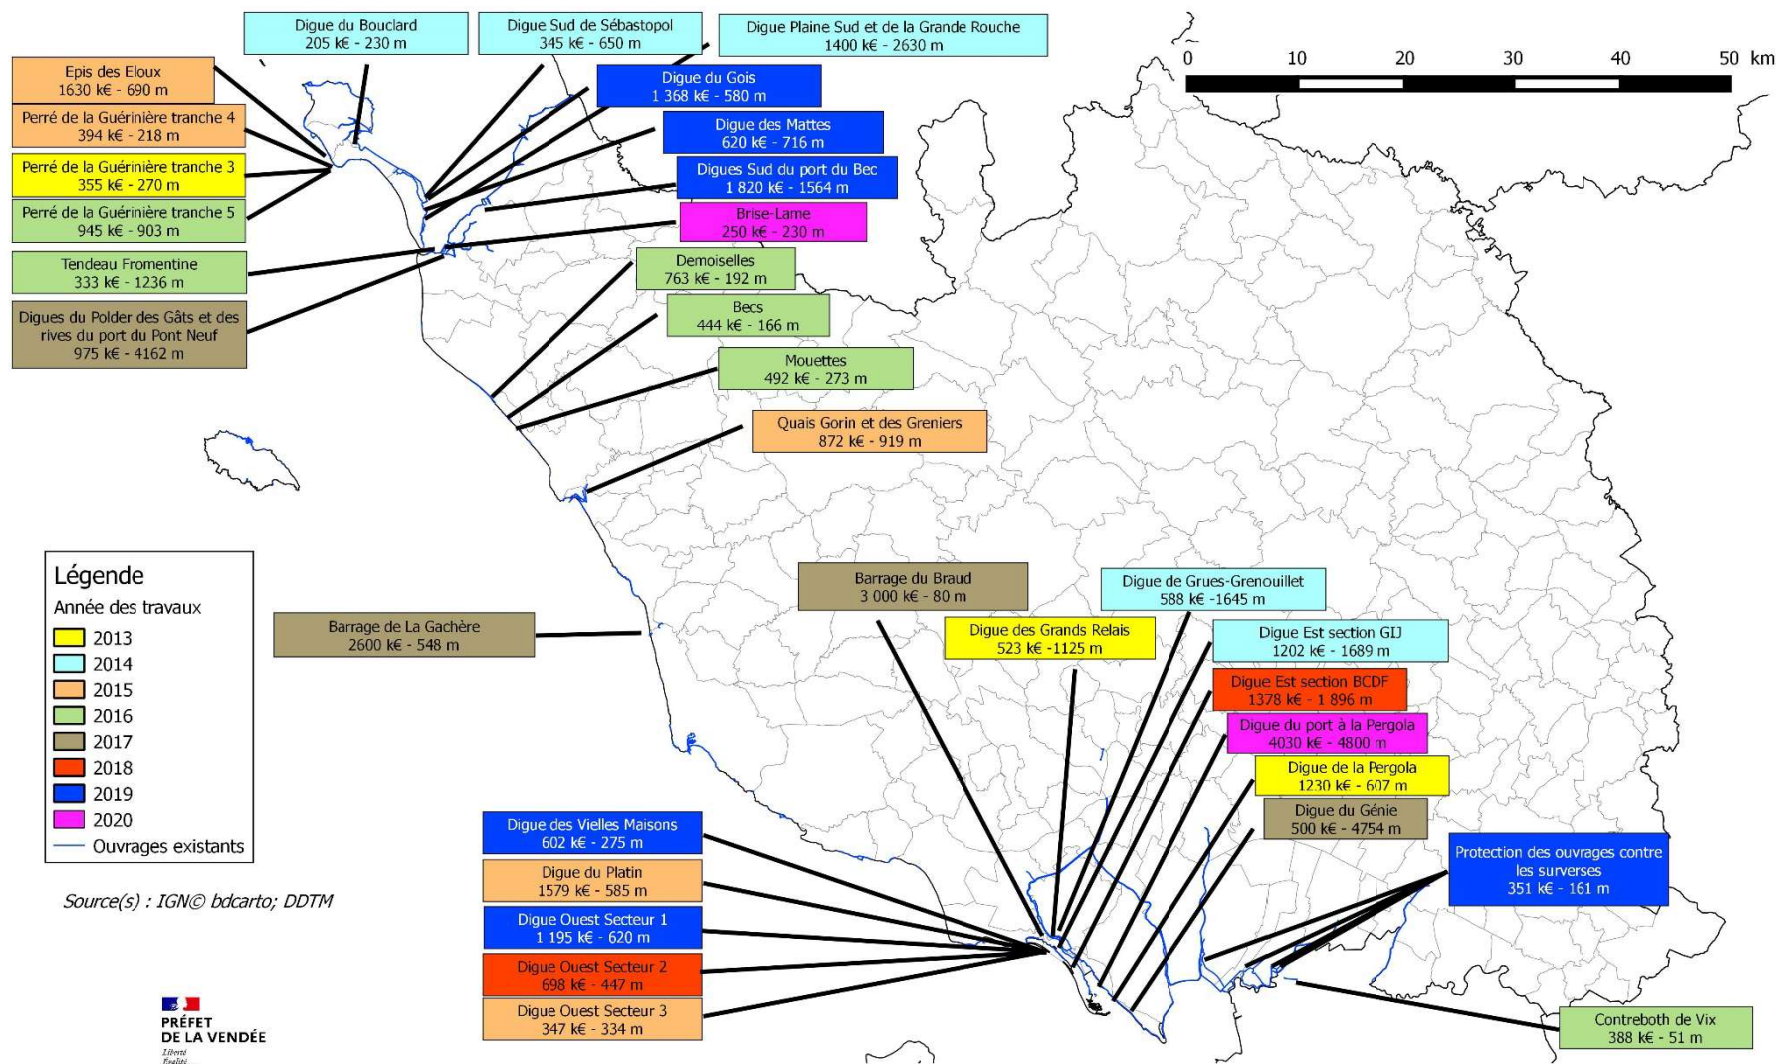 Digue du Bouclard
205 k€ - 230 m
Digue Sud de Sébastopol
345 k€ - 650 m
Digue Plaine Sud et de la Grande Rouche
1400 k€ - 2630 m
0 10 20 30 40 50 km
Epis des Eloux
1630 k€ - 690 m
Perré de la Guérinière tranche 4
394 k€ - 218 m
Perré de la Guérinière tranche 3
355 k€ - 270 m
Perré de la Guérinière tranche 5
945 k€ - 903 m
Tendeau Fromentine
333 k€ - 1236 m
Digues du Polder des Gâts et des
rives du port du Pont Neuf
975 k€ - 4162 m
Digue du Gois
1 368 k€ - 580 m
Digue des Mattes
620 k€ - 716 m
Digues Sud du port du Bec
1 820 k€ - 1564 m
Brise-Lame
250 k€ - 230 m
Demoiselles
763 k€ - 192 m
Becs
444 k€ - 166 m
Mouettes
492 k€ - 273 m
Quais Gorin et des Greniers
872 k€ - 919 m
Légende
Année des travaux
2013
2014
2015
2016
2017
2018
2019
2020
Ouvrages existants
Source(s) : IGN© bdcarto; DDTM
Barrage de La Gachère
2600 k€ - 548 m
Barrage du Braud
3 000 k€ - 80 m
Digue des Grands Relais
523 k€ -1125 m
Digue de Grues-Grenouillet
588 k€ -1645 m
Digue Est section GIJ
1202 k€ - 1689 m
Digue Est section BCDF
1378 k€ - 1 896 m
Digue du port à la Pergola
4030 k€ - 4800 m
Digue de la Pergola
1230 k€ - 607 m
Digue du Génie
500 k€ - 4754 m
Protection des ouvrages contre
les surverses
351 k€ - 161 m
Digue des Vielles Maisons
602 k€ - 275 m
Digue du Platin
1579 k€ - 585 m
Digue Ouest Secteur 1
1 195 k€ - 620 m
Digue Ouest Secteur 2
698 k€ - 447 m
Digue Ouest Secteur 3
347 k€ - 334 m
Contreboth de Vix
388 k€ - 51 m
PRÉFET
DE LA VENDÉE
Liberté
Égalité